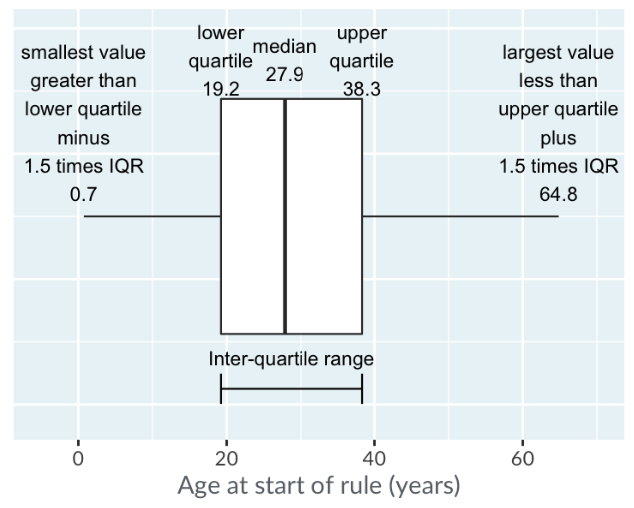 smallest value
greater than
lower quartile
minus
1.5 times IQR
0.7
lower
quartile
19.2
median
27.9
upper
quartile
38.3
largest value
less than
upper quartile
plus
1.5 times IQR
64.8
Inter-quartile range
0
20
40
60
Age at start of rule (years)